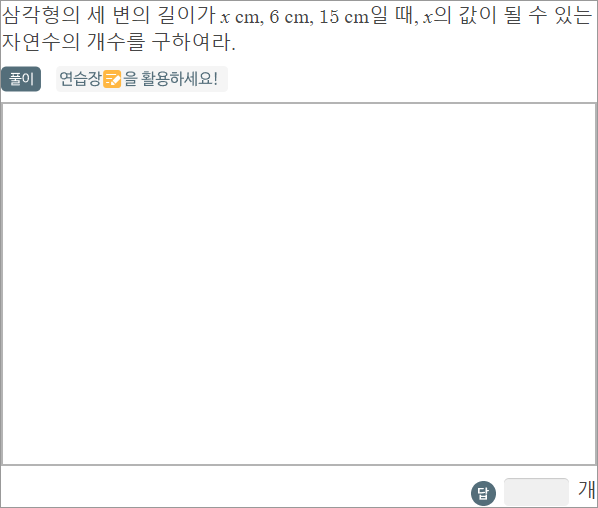 삼각형의 세 변의 길이가 x cm, 6 cm, 15 cm일 때, x의 값이 될 수 있는
자연수의 개수를 구하여라.
풀이 연습장을 활용하세요!
답 개